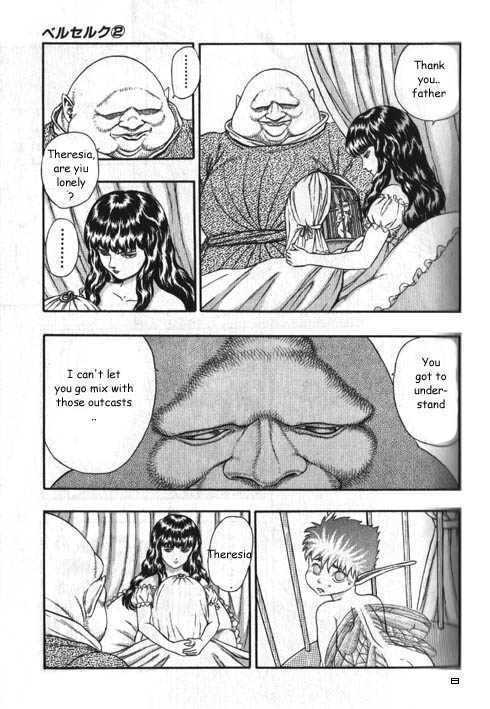 ベルセルク②
Thank
you..
father
.........
Theresia,
are yiu
lonely
?
.........
You
got to
under-
stand
I can't let
you go mix with
those outcasts
..
Theresia